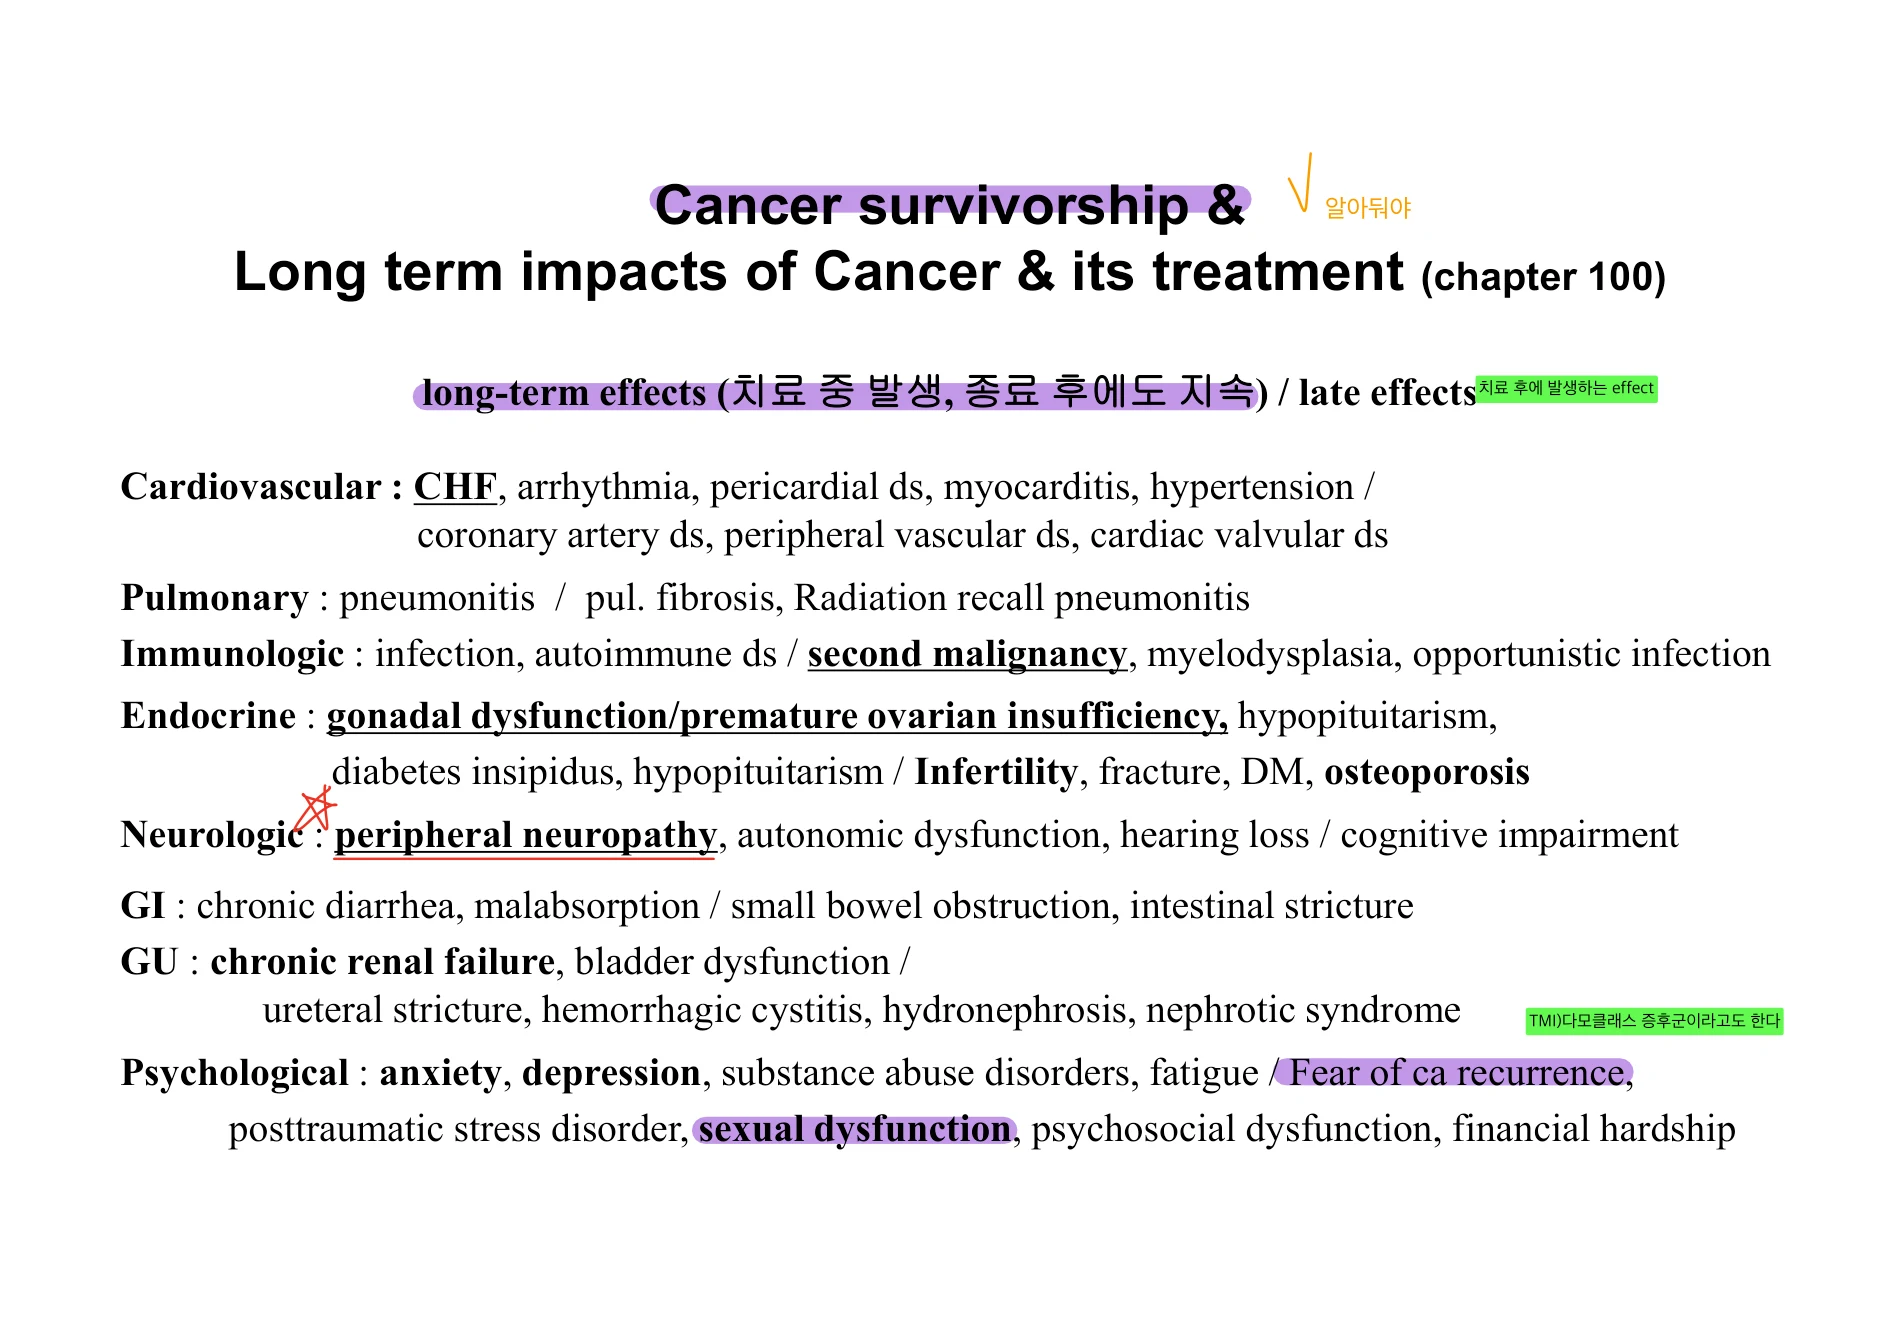 Cancer survivorship &
알아둬야
Long term impacts of Cancer & its treatment (chapter 100)
long-term effects (치료 중 발생, 종료 후에도 지속) / late effects
치료 후에 발생하는 effect
Cardiovascular : CHF, arrhythmia, pericardial ds, myocarditis, hypertension /
coronary artery ds, peripheral vascular ds, cardiac valvular ds
Pulmonary : pneumonitis / pul. fibrosis, Radiation recall pneumonitis
Immunologic : infection, autoimmune ds / second malignancy, myelodysplasia, opportunistic infection
Endocrine : gonadal dysfunction/premature ovarian insufficiency, hypopituitarism,
diabetes insipidus, hypopituitarism / Infertility, fracture, DM, osteoporosis
Neurologic : peripheral neuropathy, autonomic dysfunction, hearing loss / cognitive impairment
GI : chronic diarrhea, malabsorption / small bowel obstruction, intestinal stricture
GU : chronic renal failure, bladder dysfunction /
ureteral stricture, hemorrhagic cystitis, hydronephrosis, nephrotic syndrome
TMI)다모클래스 증후군이라고도 한다
Psychological : anxiety, depression, substance abuse disorders, fatigue / Fear of ca recurrence,
posttraumatic stress disorder, sexual dysfunction, psychosocial dysfunction, financial hardship